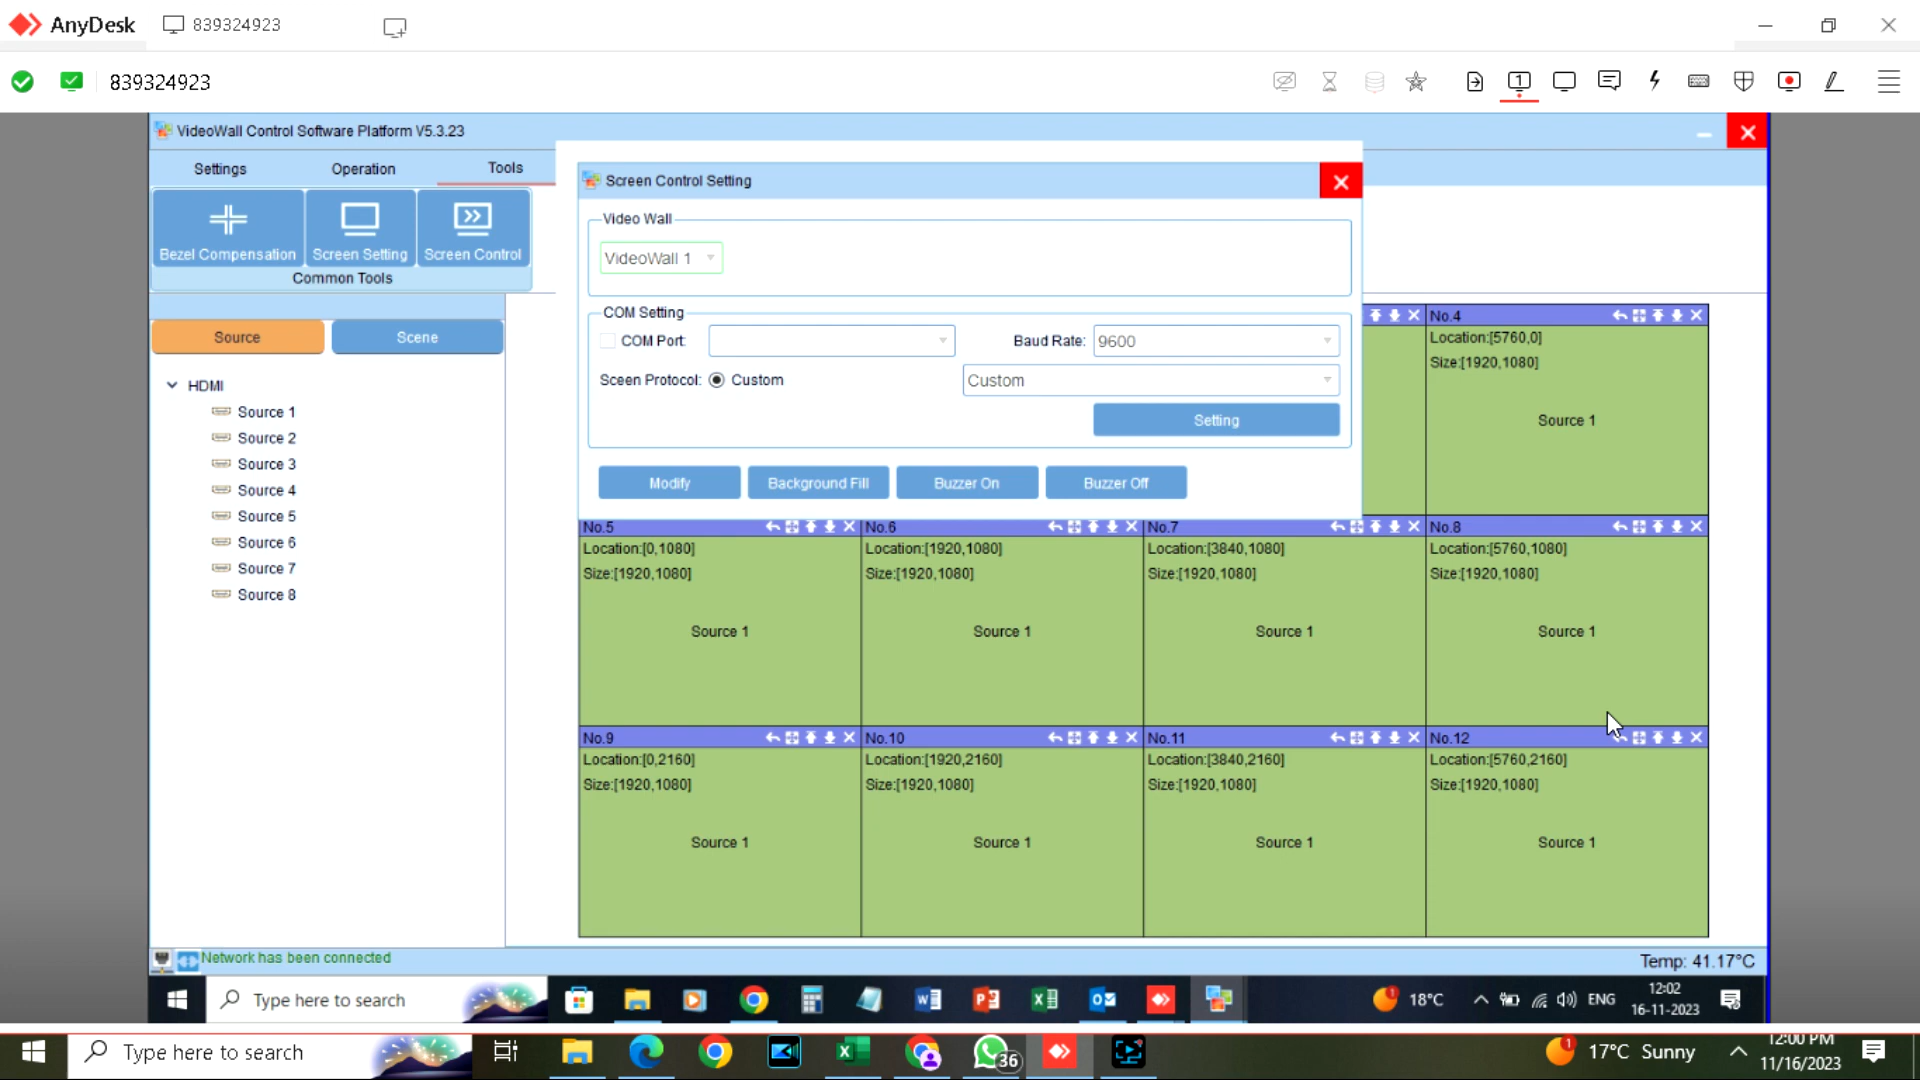 AnyDesk
839324923
839324923
VideoWall Control Software Platform V5.3.23
Settings
Operation
Tools
Bezel Compensation
Screen Setting
Screen Control
Common Tools
Source
Scene
HDMI
Source 1
Source 2
Source 3
Source 4
Source 5
Source 6
Source 7
Source 8
Screen Control Setting
Video Wall
VideoWall 1
COM Setting
COM Port:
Baud Rate: 9600
Sceen Protocol: Custom
Custom
Setting
Modify
Background Fill
Buzzer On
Buzzer Off
No.4
Location:[5760,0]
Size:[1920,1080]
Source 1
No.5
Location:[0,1080]
Size:[1920,1080]
Source 1
No.6
Location:[1920,1080]
Size:[1920,1080]
Source 1
No.7
Location:[3840,1080]
Size:[1920,1080]
Source 1
No.8
Location:[5760,1080]
Size:[1920,1080]
Source 1
No.9
Location:[0,2160]
Size:[1920,1080]
Source 1
No.10
Location:[1920,2160]
Size:[1920,1080]
Source 1
No.11
Location:[3840,2160]
Size:[1920,1080]
Source 1
No.12
Location:[5760,2160]
Size:[1920,1080]
Source 1
Network has been connected
Temp: 41.17°C
Type here to search
18°C
ENG
12:02
16-11-2023
Type here to search
36
17°C Sunny
12:00 PM
11/16/2023